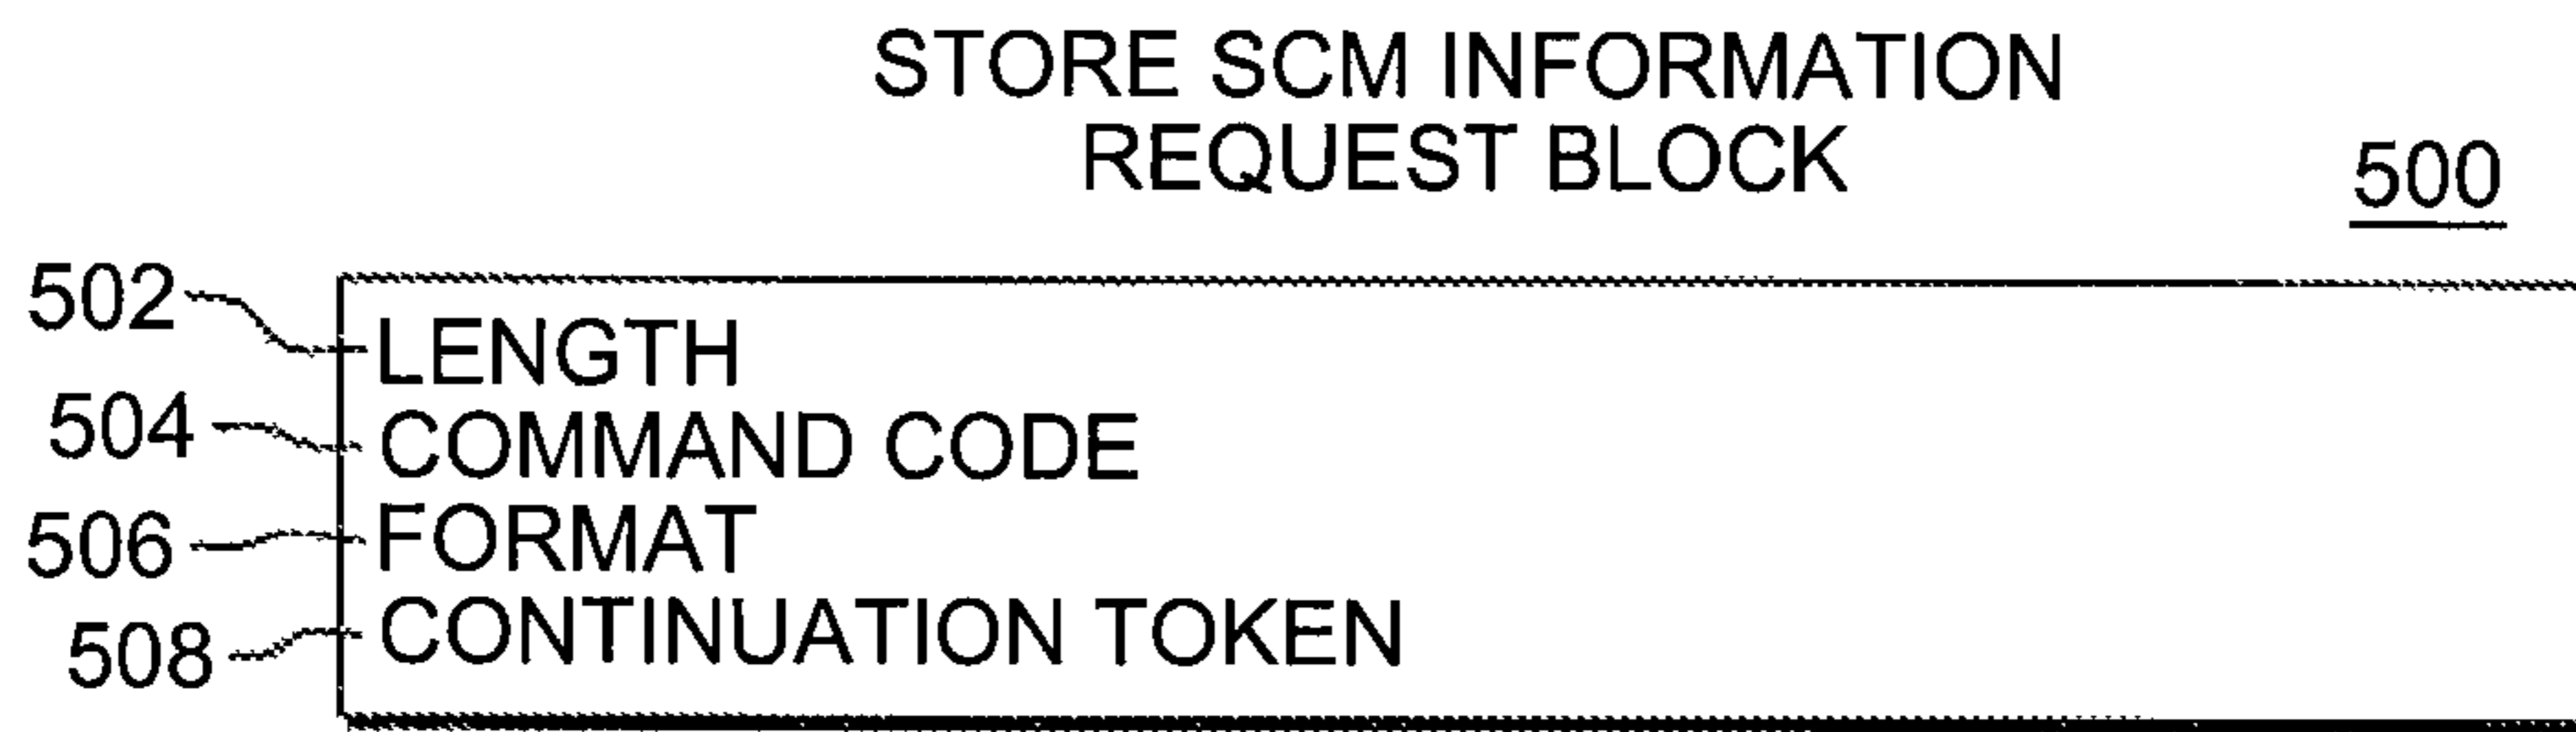 STORE SCM INFORMATION
REQUEST BLOCK
500
502 LENGTH
504 COMMAND CODE
506 FORMAT
508 CONTINUATION TOKEN